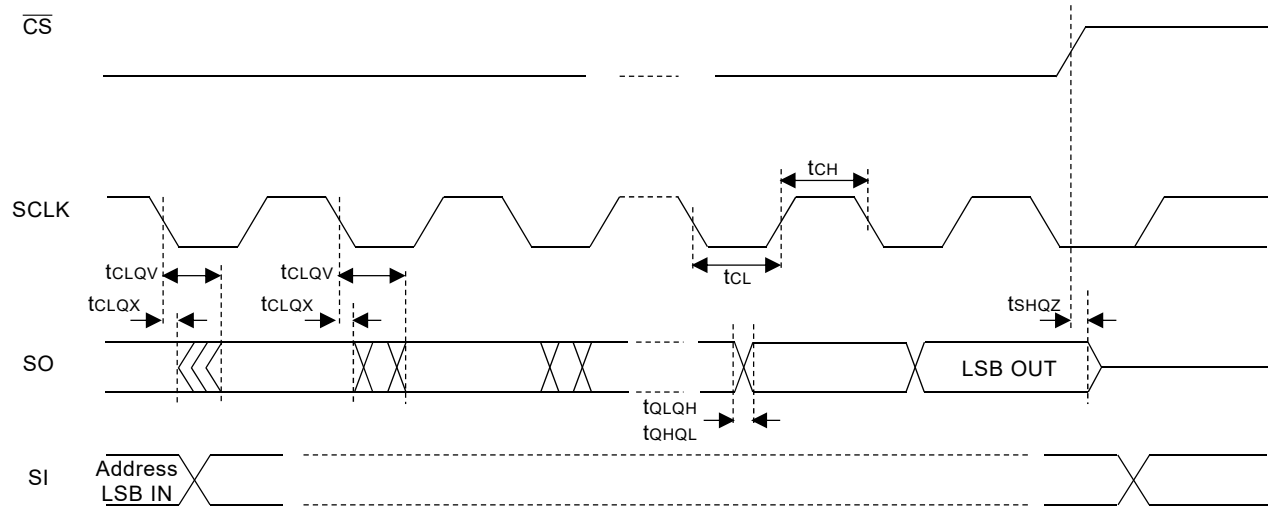 CS
SCLK
tCH
tCLQV
tCLQV
tCL
tCLQX
tCLQX
tSHQZ
SO
LSB OUT
tQLQH
tQHQL
SI
Address
LSB IN